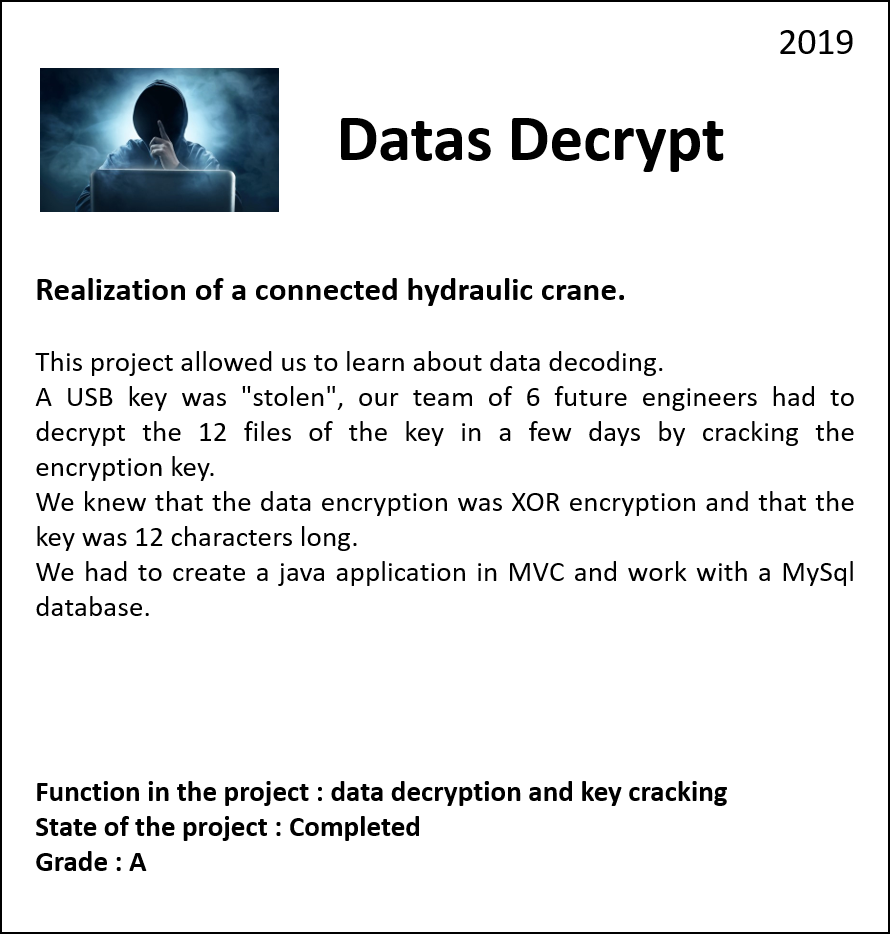 2019
Datas Decrypt
Realization of a connected hydraulic crane.
This project allowed us to learn about data decoding.
A USB key was "stolen", our team of 6 future engineers had to
decrypt the 12 files of the key in a few days by cracking the
encryption key.
We knew that the data encryption was XOR encryption and that the
key was 12 characters long.
We had to create a java application in MVC and work with a MySql
database.
Function in the project : data decryption and key cracking
State of the project : Completed
Grade : A